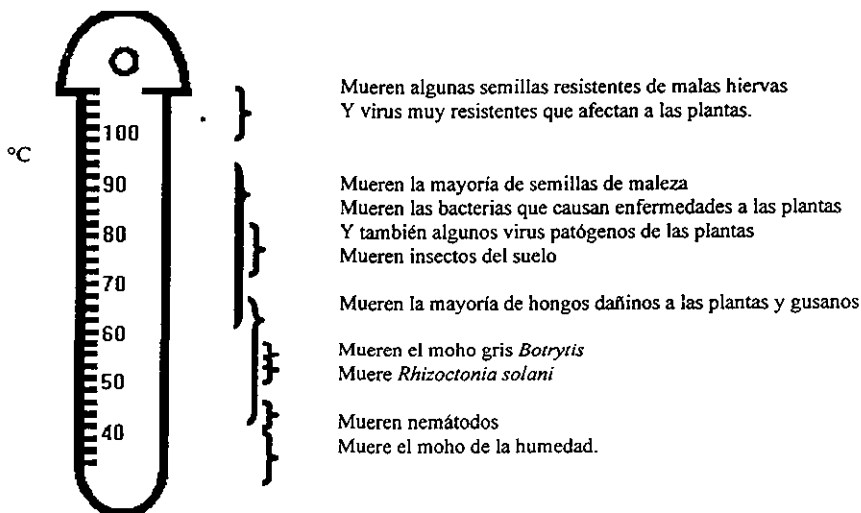 Mueren algunas semillas resistentes de malas hiervas
Y virus muy resistentes que afectan a las plantas.
100
°C
90
Mueren la mayoría de semillas de maleza
Mueren las bacterias que causan enfermedades a las plantas
80
Y también algunos virus patógenos de las plantas
Mueren insectos del suelo
70
Mueren la mayoría de hongos dañinos a las plantas y gusanos
60
Mueren el moho gris Botrytis
50
Muere Rhizoctonia solani
Mueren nemátodos
40
Muere el moho de la humedad.